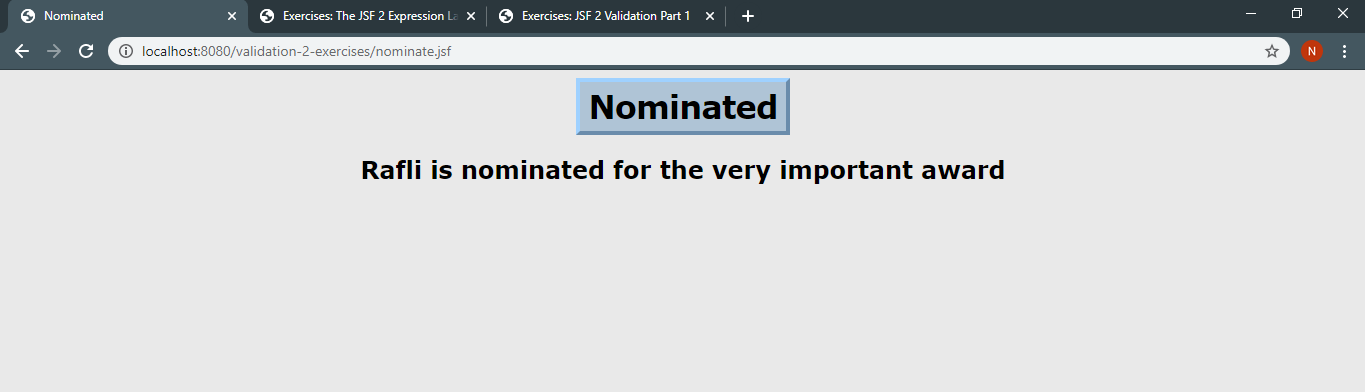 Nominated
Exercises: The JSF 2 Expression La
Exercises: JSF 2 Validation Part 1
localhost:8080/validation-2-exercises/nominate.jsf
N
Nominated
Rafli is nominated for the very important award